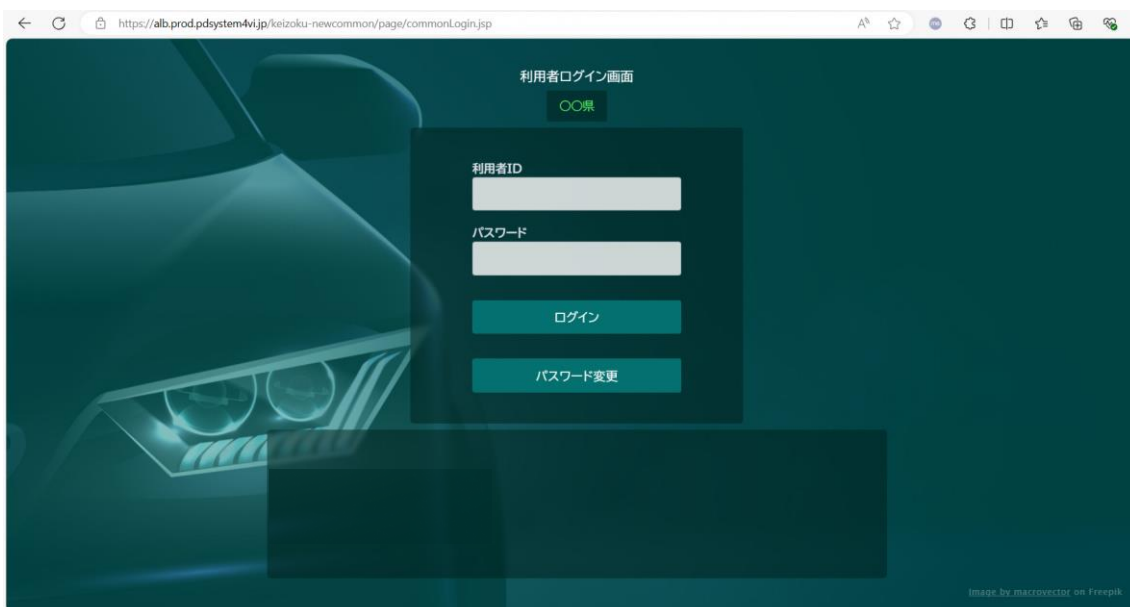 https://alb.prod.pdsystem4vi.jp/keizoku-newcommon/page/commonLogin.jsp
利用者ログイン画面
〇〇県
利用者ID
パスワード
ログイン
パスワード変更
Image by macrovector on Freepik